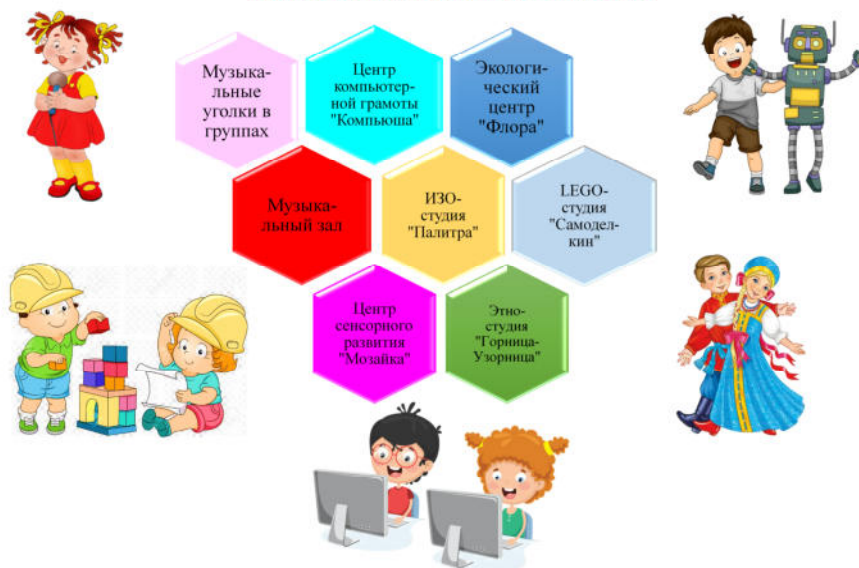 Музыка-
льные
уголки в
группах
Центр
компьютер-
ной грамоты
"Компьюша"
Экологи-
ческий
центр
"Флора"
Музыка-
льный зал
ИЗО-
студия
"Палитра"
LEGO-
студия
"Самодел-
кин"
Центр
сенсорного
развития
"Мозайка"
Этно-
студия
"Горница-
Узорница"